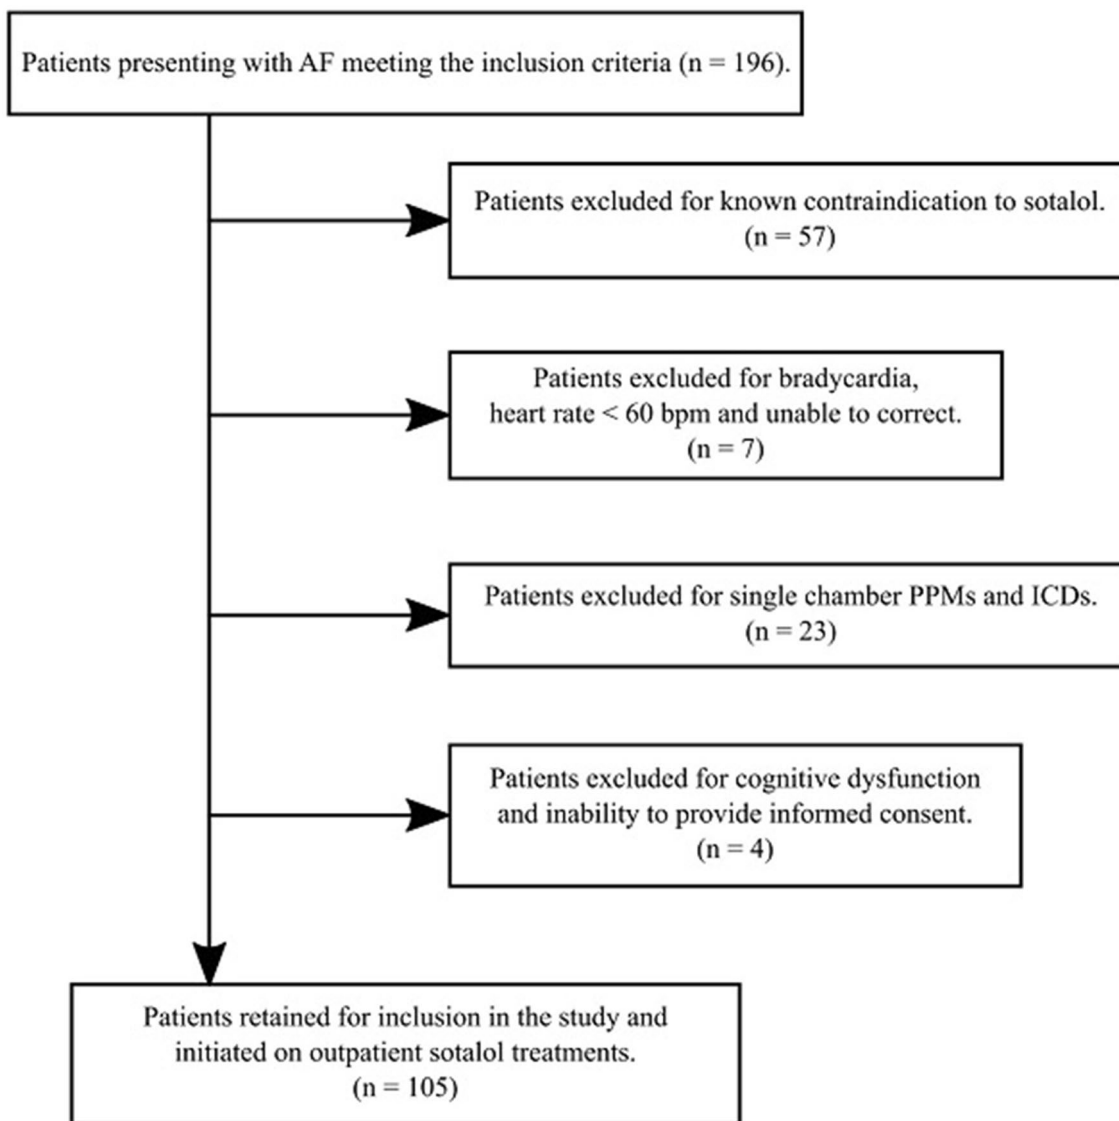 Patients presenting with AF meeting the inclusion criteria (n = 196).
Patients excluded for known contraindication to sotalol.
(n = 57)
Patients excluded for bradycardia,
heart rate < 60 bpm and unable to correct.
(n = 7)
Patients excluded for single chamber PPMs and ICDs.
(n = 23)
Patients excluded for cognitive dysfunction
and inability to provide informed consent.
(n = 4)
Patients retained for inclusion in the study and
initiated on outpatient sotalol treatments.
(n = 105)